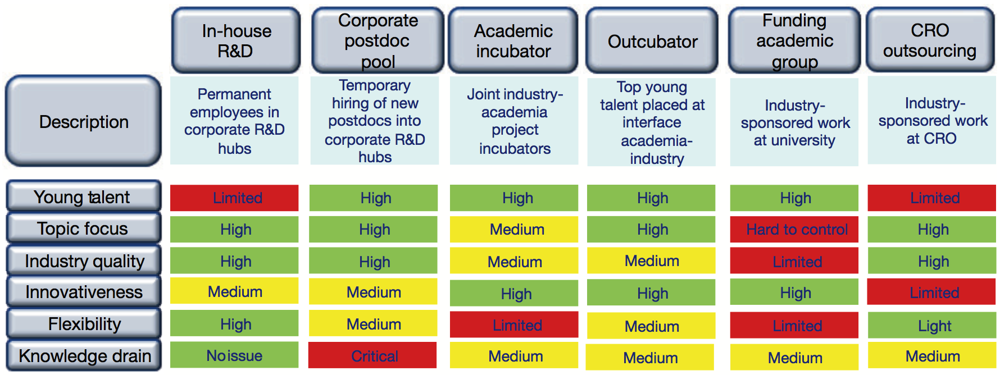 In-house
R&D
Corporate
postdoc
pool
Academic
incubator
Outcubator
Funding
academic
group
CRO
outsourcing
Description
Permanent
employees in
corporate R&D
hubs
Temporary
hiring of new
postdocs into
corporate R&D
hubs
Joint industry-
academia
project
incubators
Top young
talent placed at
interface
academia-
industry
Industry-
sponsored work
at university
Industry-
sponsored work
at CRO
Young talent
Limited
High
High
High
High
Limited
Topic focus
High
High
Medium
High
Hard to control
High
Industry quality
High
High
Medium
Medium
Limited
High
Innovativeness
Medium
Medium
High
High
High
Limited
Flexibility
High
Medium
Limited
Medium
Limited
Light
Knowledge drain
No issue
Critical
Medium
Medium
Medium
Medium